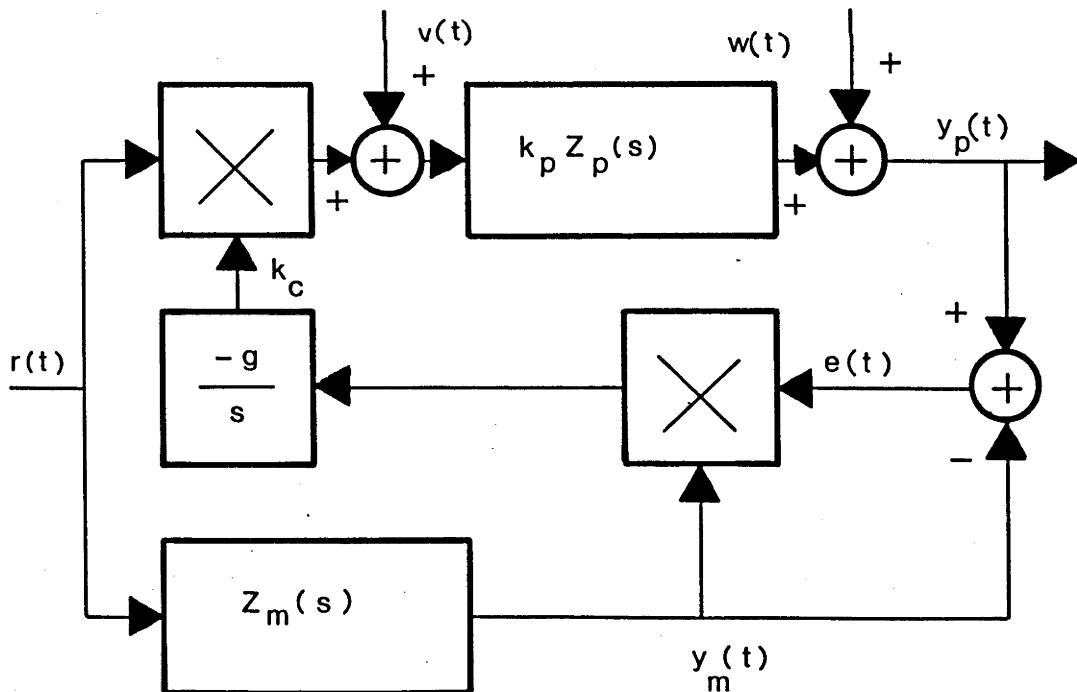 v(t)
w(t)
+
+
k_p Z_p(s)
y_p(t)
+
+
+
+
k_c
+
r(t)
-g
s
e(t)
+
-
Z_m(s)
y_m(t)